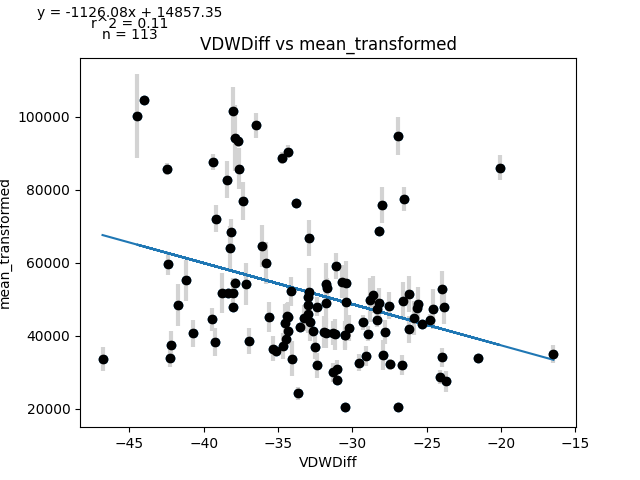 y = -1126.08x + 14857.35
r^2 = 0.11
n = 113
VDWDiff vs mean_transformed
100000
80000
60000
40000
20000
mean_transformed
−45 −40 −35 −30 −25 −20 −15
VDWDiff